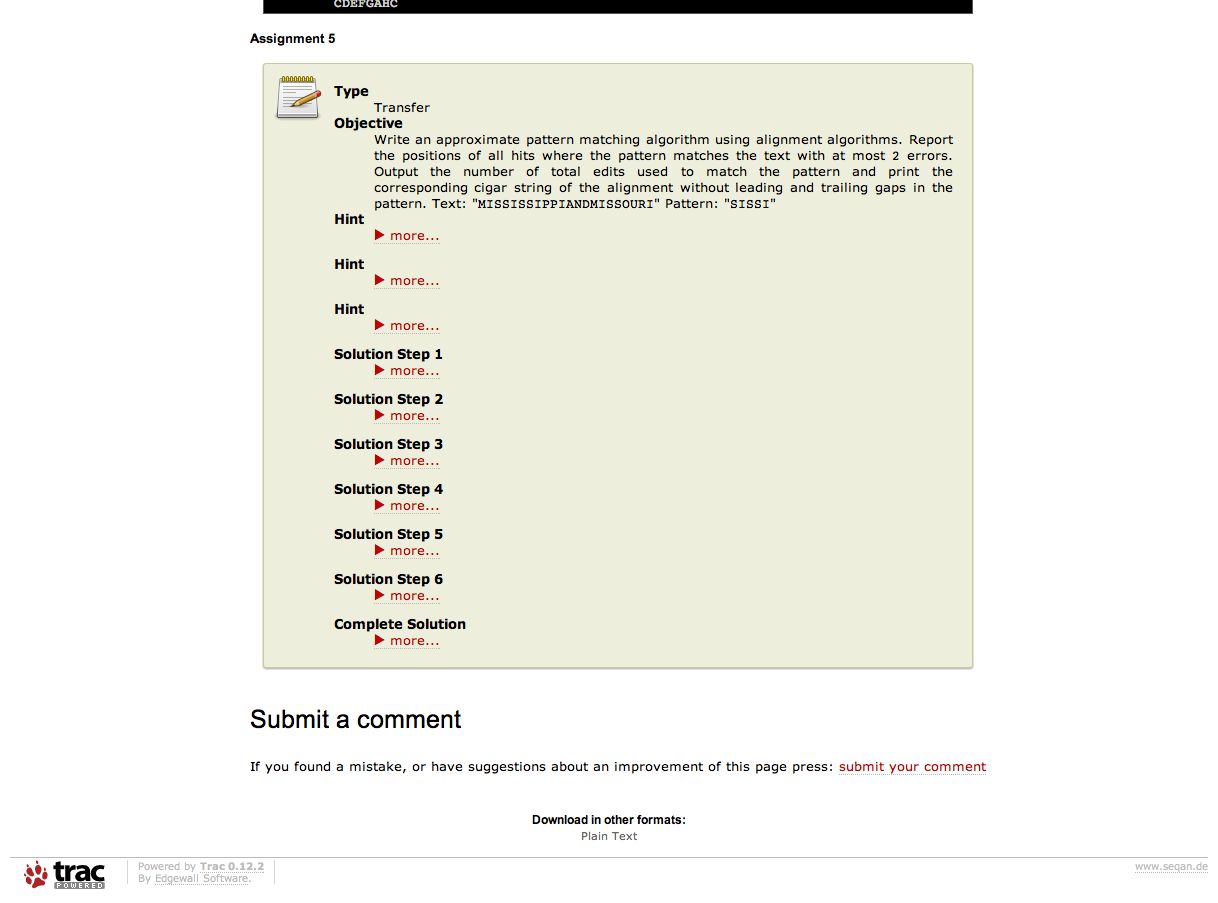 CDEFGAHC
Assignment 5
Type
Transfer
Objective
Write an approximate pattern matching algorithm using alignment algorithms. Report
the positions of all hits where the pattern matches the text with at most 2 errors.
Output the number of total edits used to match the pattern and print the
corresponding cigar string of the alignment without leading and trailing gaps in the
pattern. Text: "MISSISSIPPIANDMISSOURI" Pattern: "SISSI"
Hint
more...
Hint
more...
Hint
more...
Solution Step 1
more...
Solution Step 2
more...
Solution Step 3
more...
Solution Step 4
more...
Solution Step 5
more...
Solution Step 6
more...
Complete Solution
more...
Submit a comment
If you found a mistake, or have suggestions about an improvement of this page press: submit your comment
Download in other formats:
Plain Text
trac
POWERED
Powered by Trac 0.12.2
By Edgewall Software.
www.seqan.de